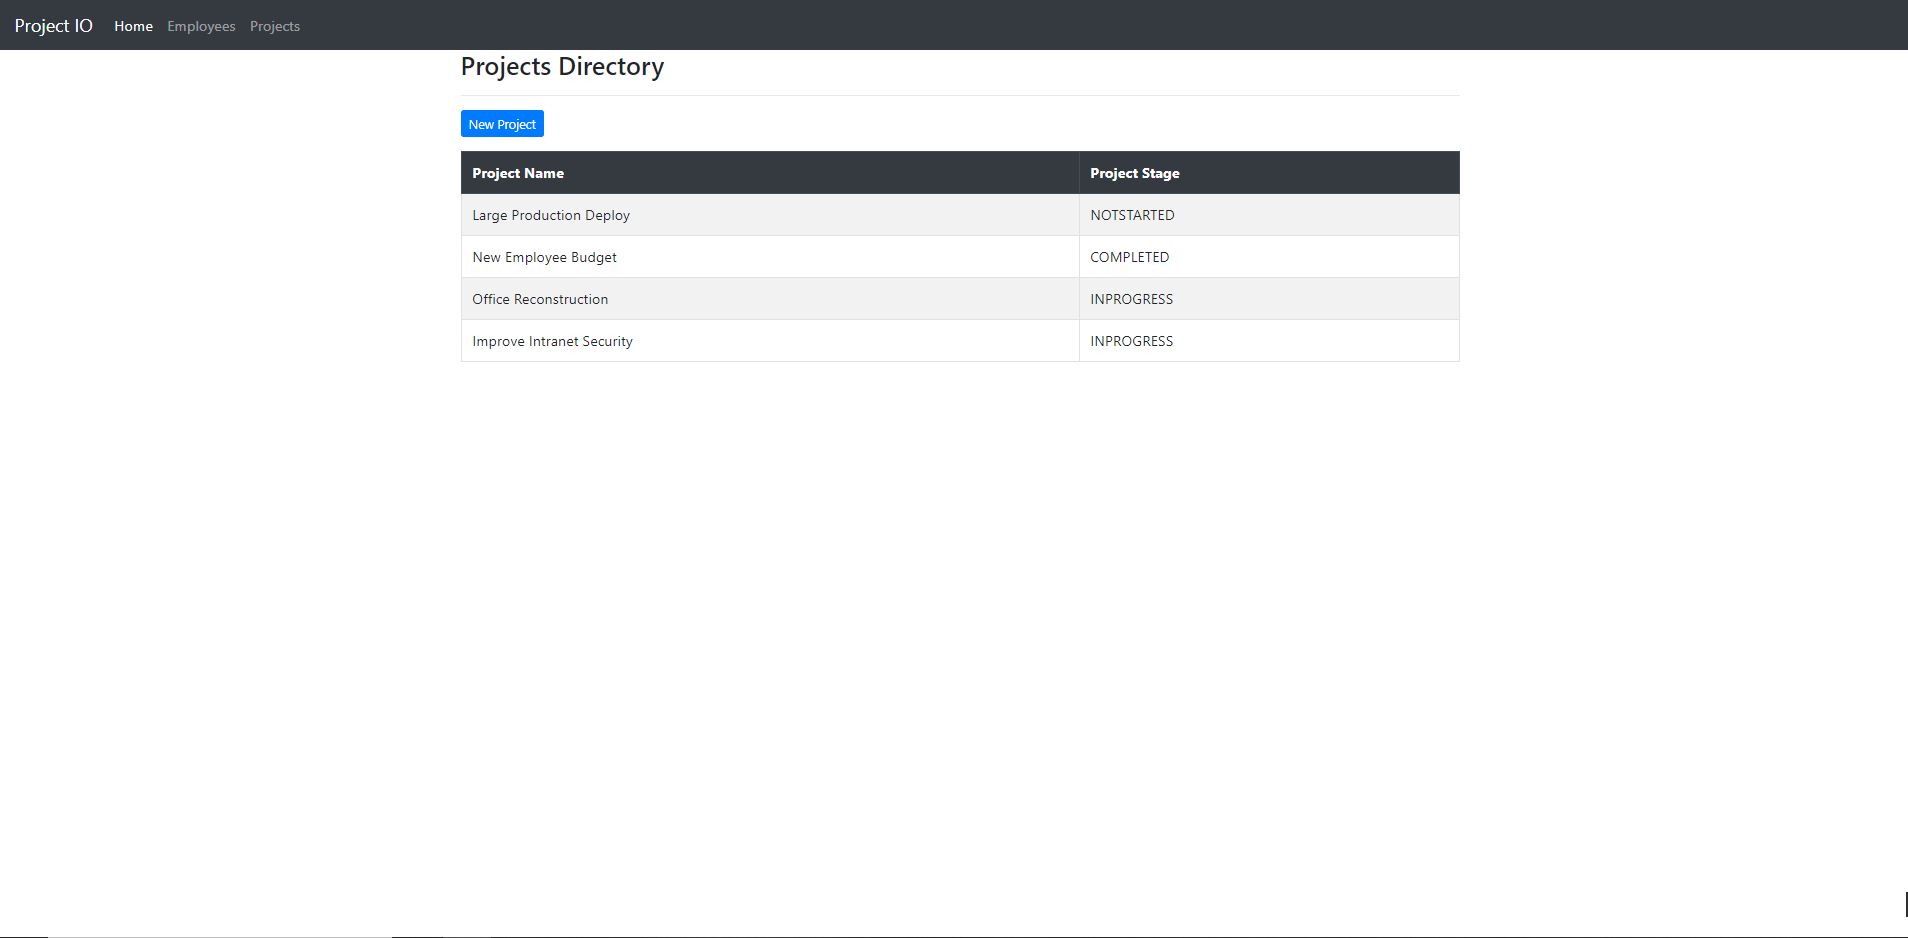 Project IO Home Employees Projects
Projects Directory
New Project
Project Name Project Stage
Large Production Deploy NOTSTARTED
New Employee Budget COMPLETED
Office Reconstruction INPROGRESS
Improve Intranet Security INPROGRESS